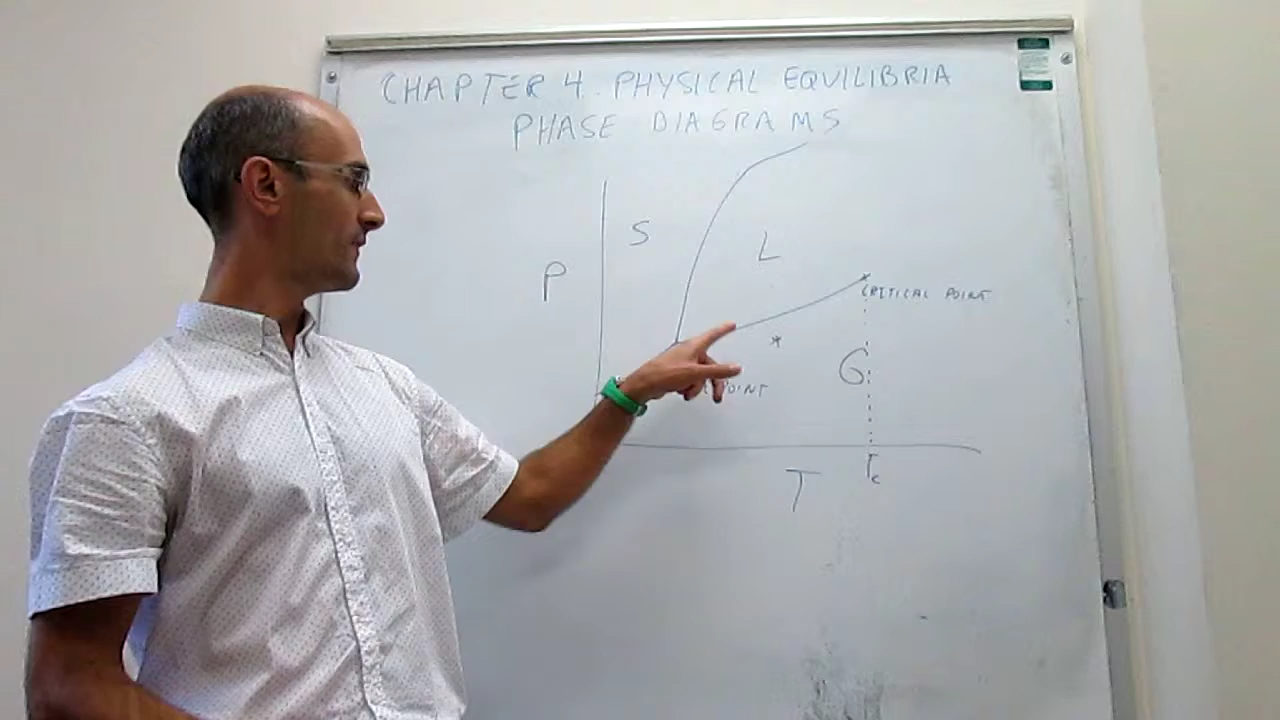 CHAPTER 4. PHYSICAL EQUILIBRIA
PHASE DIAGRAMS
S
L
P
CRITICAL POINT
*
G
POINT
Tc
T